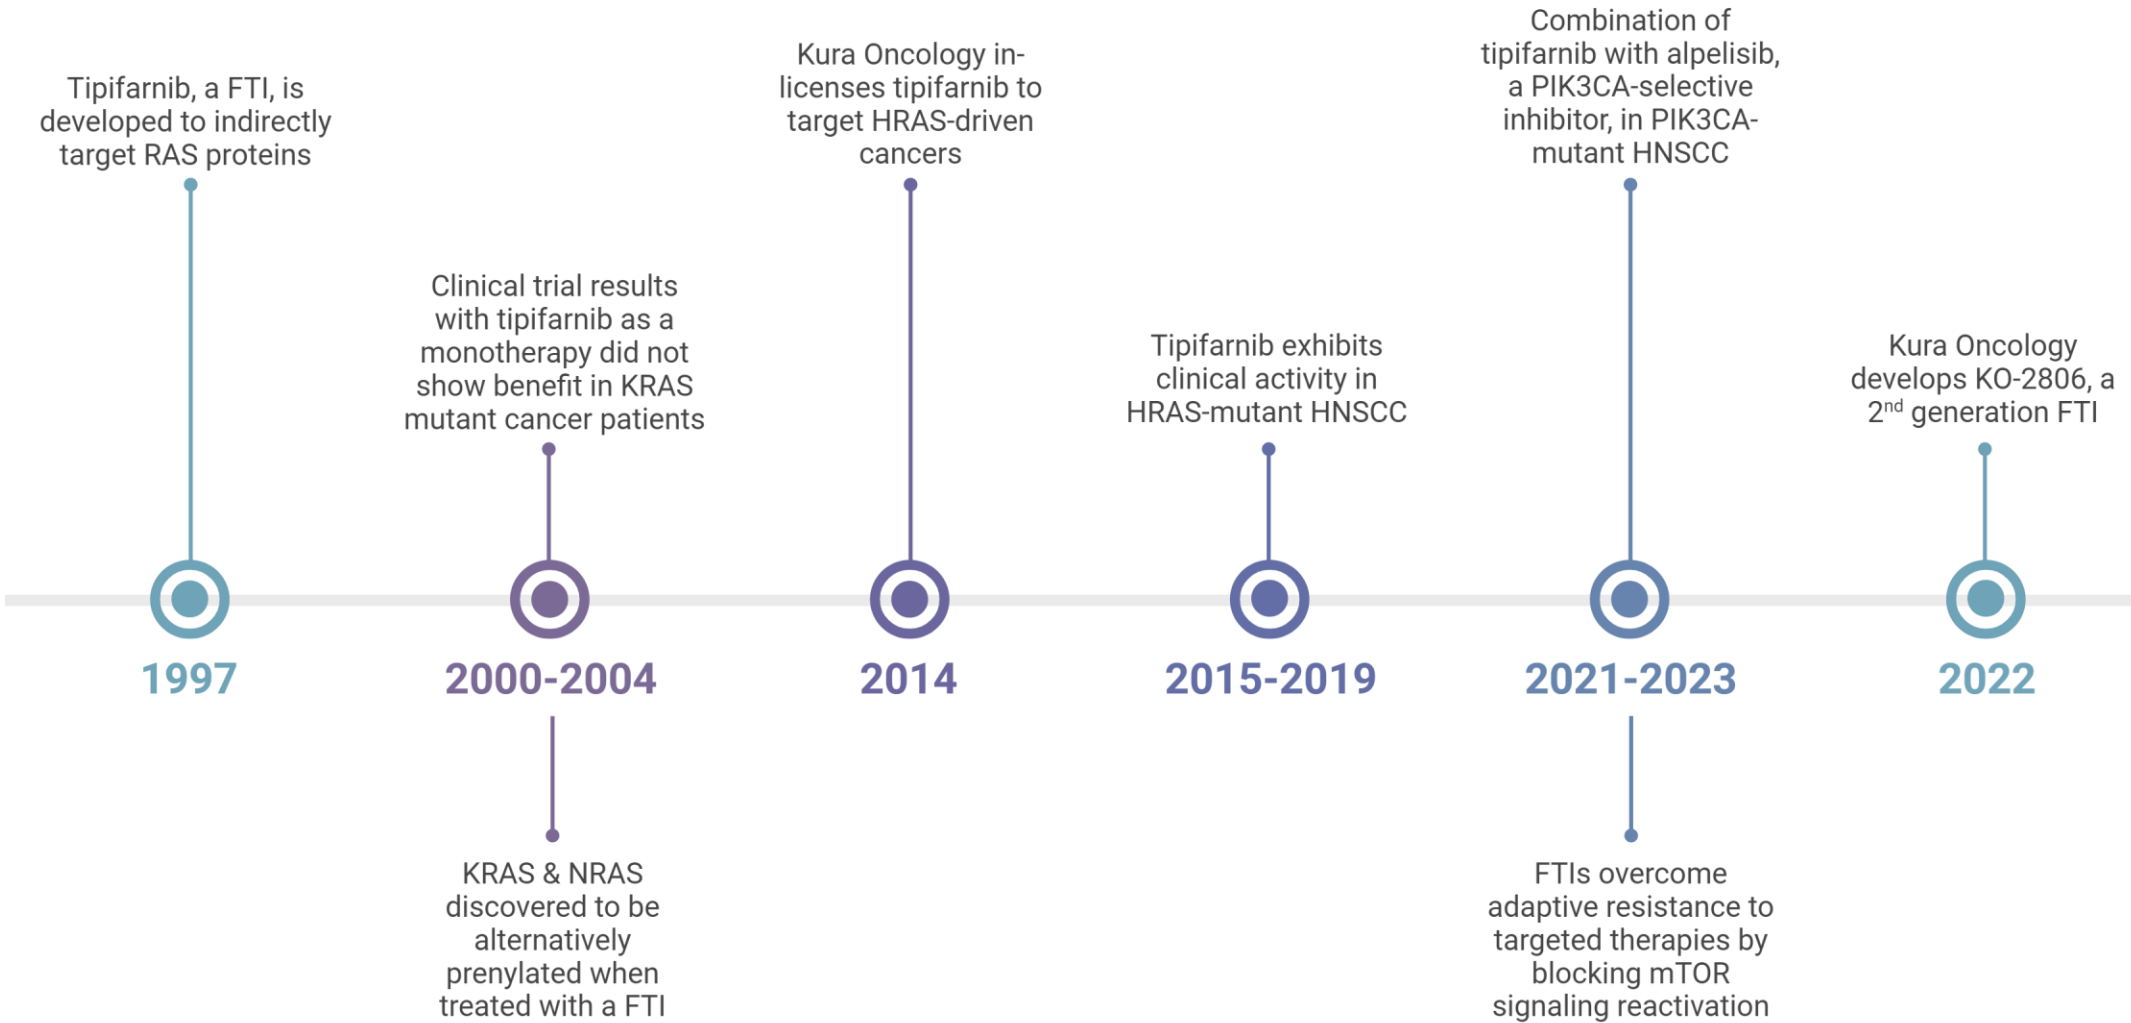 Tipifarnib, a FTI, is
developed to indirectly
target RAS proteins
1997
Clinical trial results
with tipifarnib as a
monotherapy did not
show benefit in KRAS
mutant cancer patients
2000-2004
KRAS & NRAS
discovered to be
alternatively
prenylated when
treated with a FTI
Kura Oncology in-
licenses tipifarnib to
target HRAS-driven
cancers
2014
Tipifarnib exhibits
clinical activity in
HRAS-mutant HNSCC
2015-2019
Combination of
tipifarnib with alpelisib,
a PIK3CA-selective
inhibitor, in PIK3CA-
mutant HNSCC
2021-2023
FTIs overcome
adaptive resistance to
targeted therapies by
blocking mTOR
signaling reactivation
Kura Oncology
develops KO-2806, a
2nd generation FTI
2022